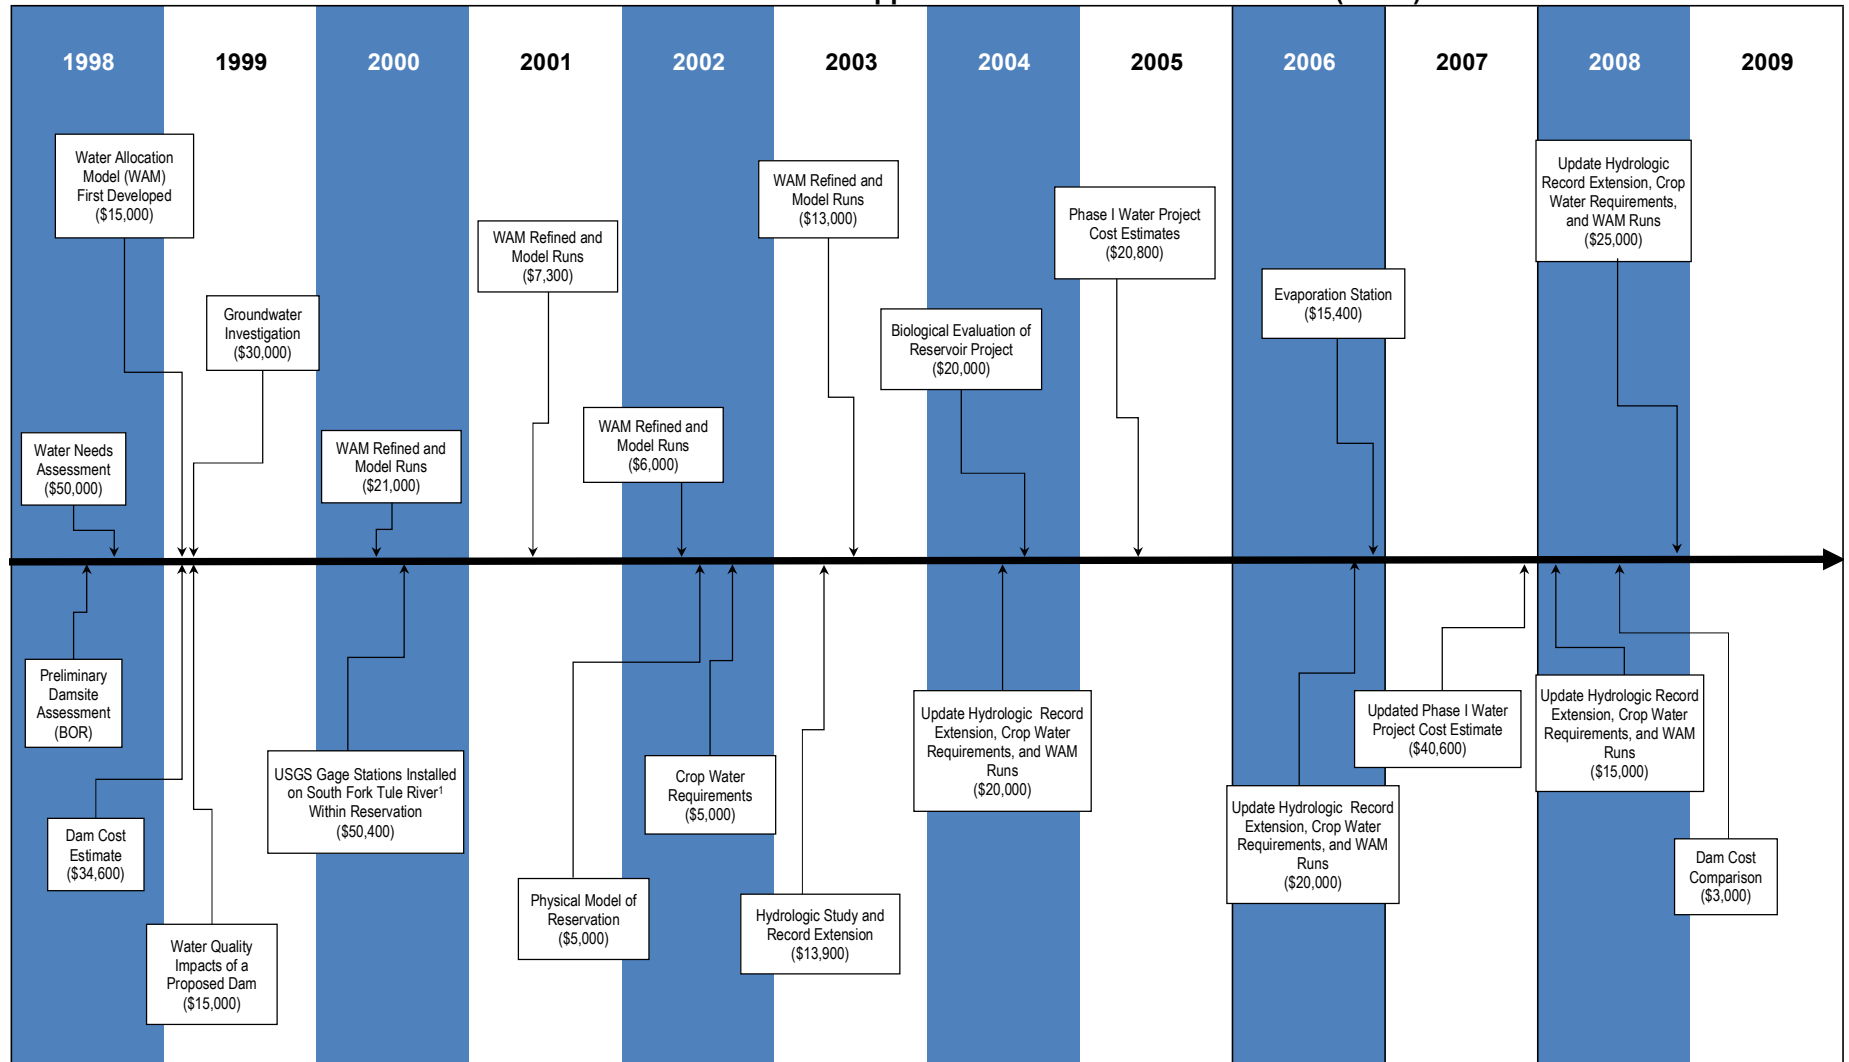 1998 1999 2000 2001 2002 2003 2004 2005 2006 2007 2008 2009
Water Allocation
Model (WAM)
First Developed
($15,000)
Groundwater
Investigation
($30,000)
Water Needs
Assessment
($50,000)
WAM Refined and
Model Runs
($21,000)
WAM Refined and
Model Runs
($7,300)
WAM Refined and
Model Runs
($6,000)
WAM Refined and
Model Runs
($13,000)
Biological Evaluation of
Reservoir Project
($20,000)
Phase I Water Project
Cost Estimates
($20,800)
Evaporation Station
($15,400)
Update Hydrologic
Record Extension, Crop
Water Requirements,
and WAM Runs
($25,000)
Preliminary
Damsite
Assessment
(BOR)
Dam Cost
Estimate
($34,600)
Water Quality
Impacts of a
Proposed Dam
($15,000)
USGS Gage Stations Installed
on South Fork Tule River¹
Within Reservation
($50,400)
Physical Model of
Reservation
($5,000)
Crop Water
Requirements
($5,000)
Hydrologic Study and
Record Extension
($13,900)
Update Hydrologic Record
Extension, Crop Water
Requirements, and WAM
Runs
($20,000)
Update Hydrologic Record
Extension, Crop Water
Requirements, and WAM
Runs
($20,000)
Updated Phase I Water
Project Cost Estimate
($40,600)
Update Hydrologic Record
Extension, Crop Water
Requirements, and WAM
Runs
($15,000)
Dam Cost
Comparison
($3,000)